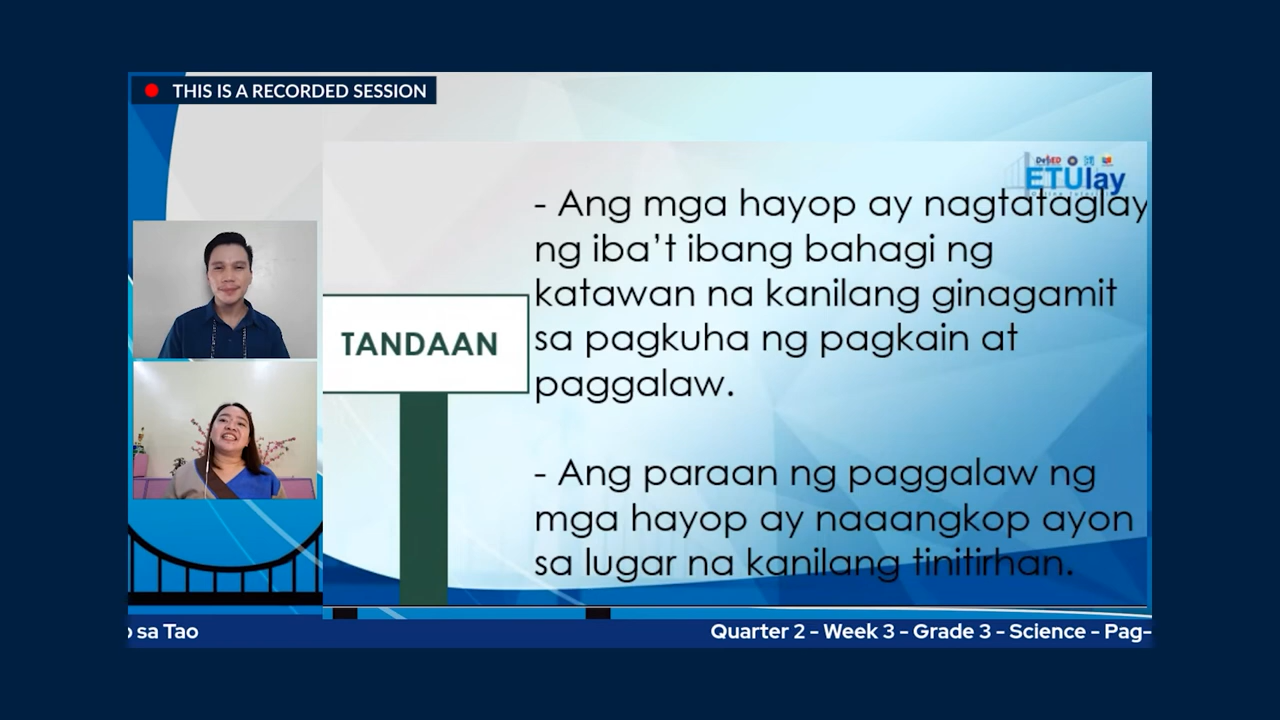 THIS IS A RECORDED SESSION
DepED
ETUlay
- Ang mga hayop ay nagtataglay
ng iba't ibang bahagi ng
katawan na kanilang ginagamit
sa pagkuha ng pagkain at
paggalaw.
TANDAAN
- Ang paraan ng paggalaw ng
mga hayop ay naaangkop ayon
sa lugar na kanilang tinitirhan.
sa Tao
Quarter 2 - Week 3 - Grade 3 - Science - Pag-